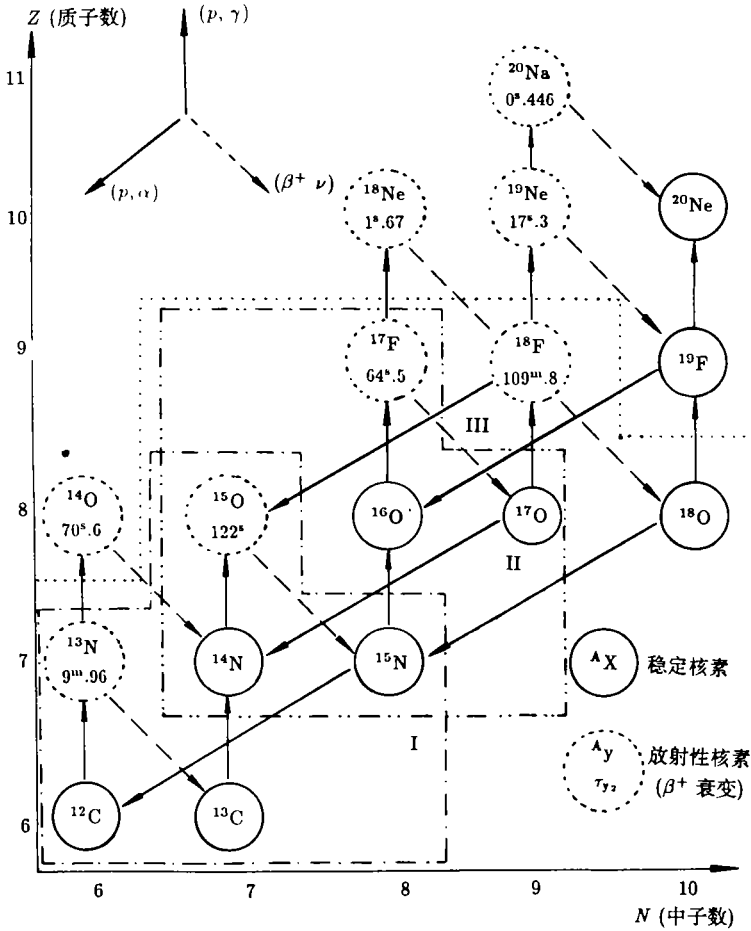 Z (质子数)
(p, γ)
(p, α)
(β⁺ ν)
11
²⁰Na
0ˢ.446
10
¹⁸Ne
1ˢ.67
¹⁹Ne
17ˢ.3
²⁰Ne
9
¹⁷F
64ˢ.5
¹⁸F
109ᵐ.8
¹⁹F
III
8
¹⁴O
70ˢ.6
¹⁵O
122ˢ
¹⁶O
¹⁷O
¹⁸O
II
7
¹³N
9ᵐ.96
¹⁴N
¹⁵N
ᴬX 稳定核素
I
ᴬy 放射性核素
τy₂ (β⁺ 衰变)
6
¹²C
¹³C
6 7 8 9 10
N (中子数)